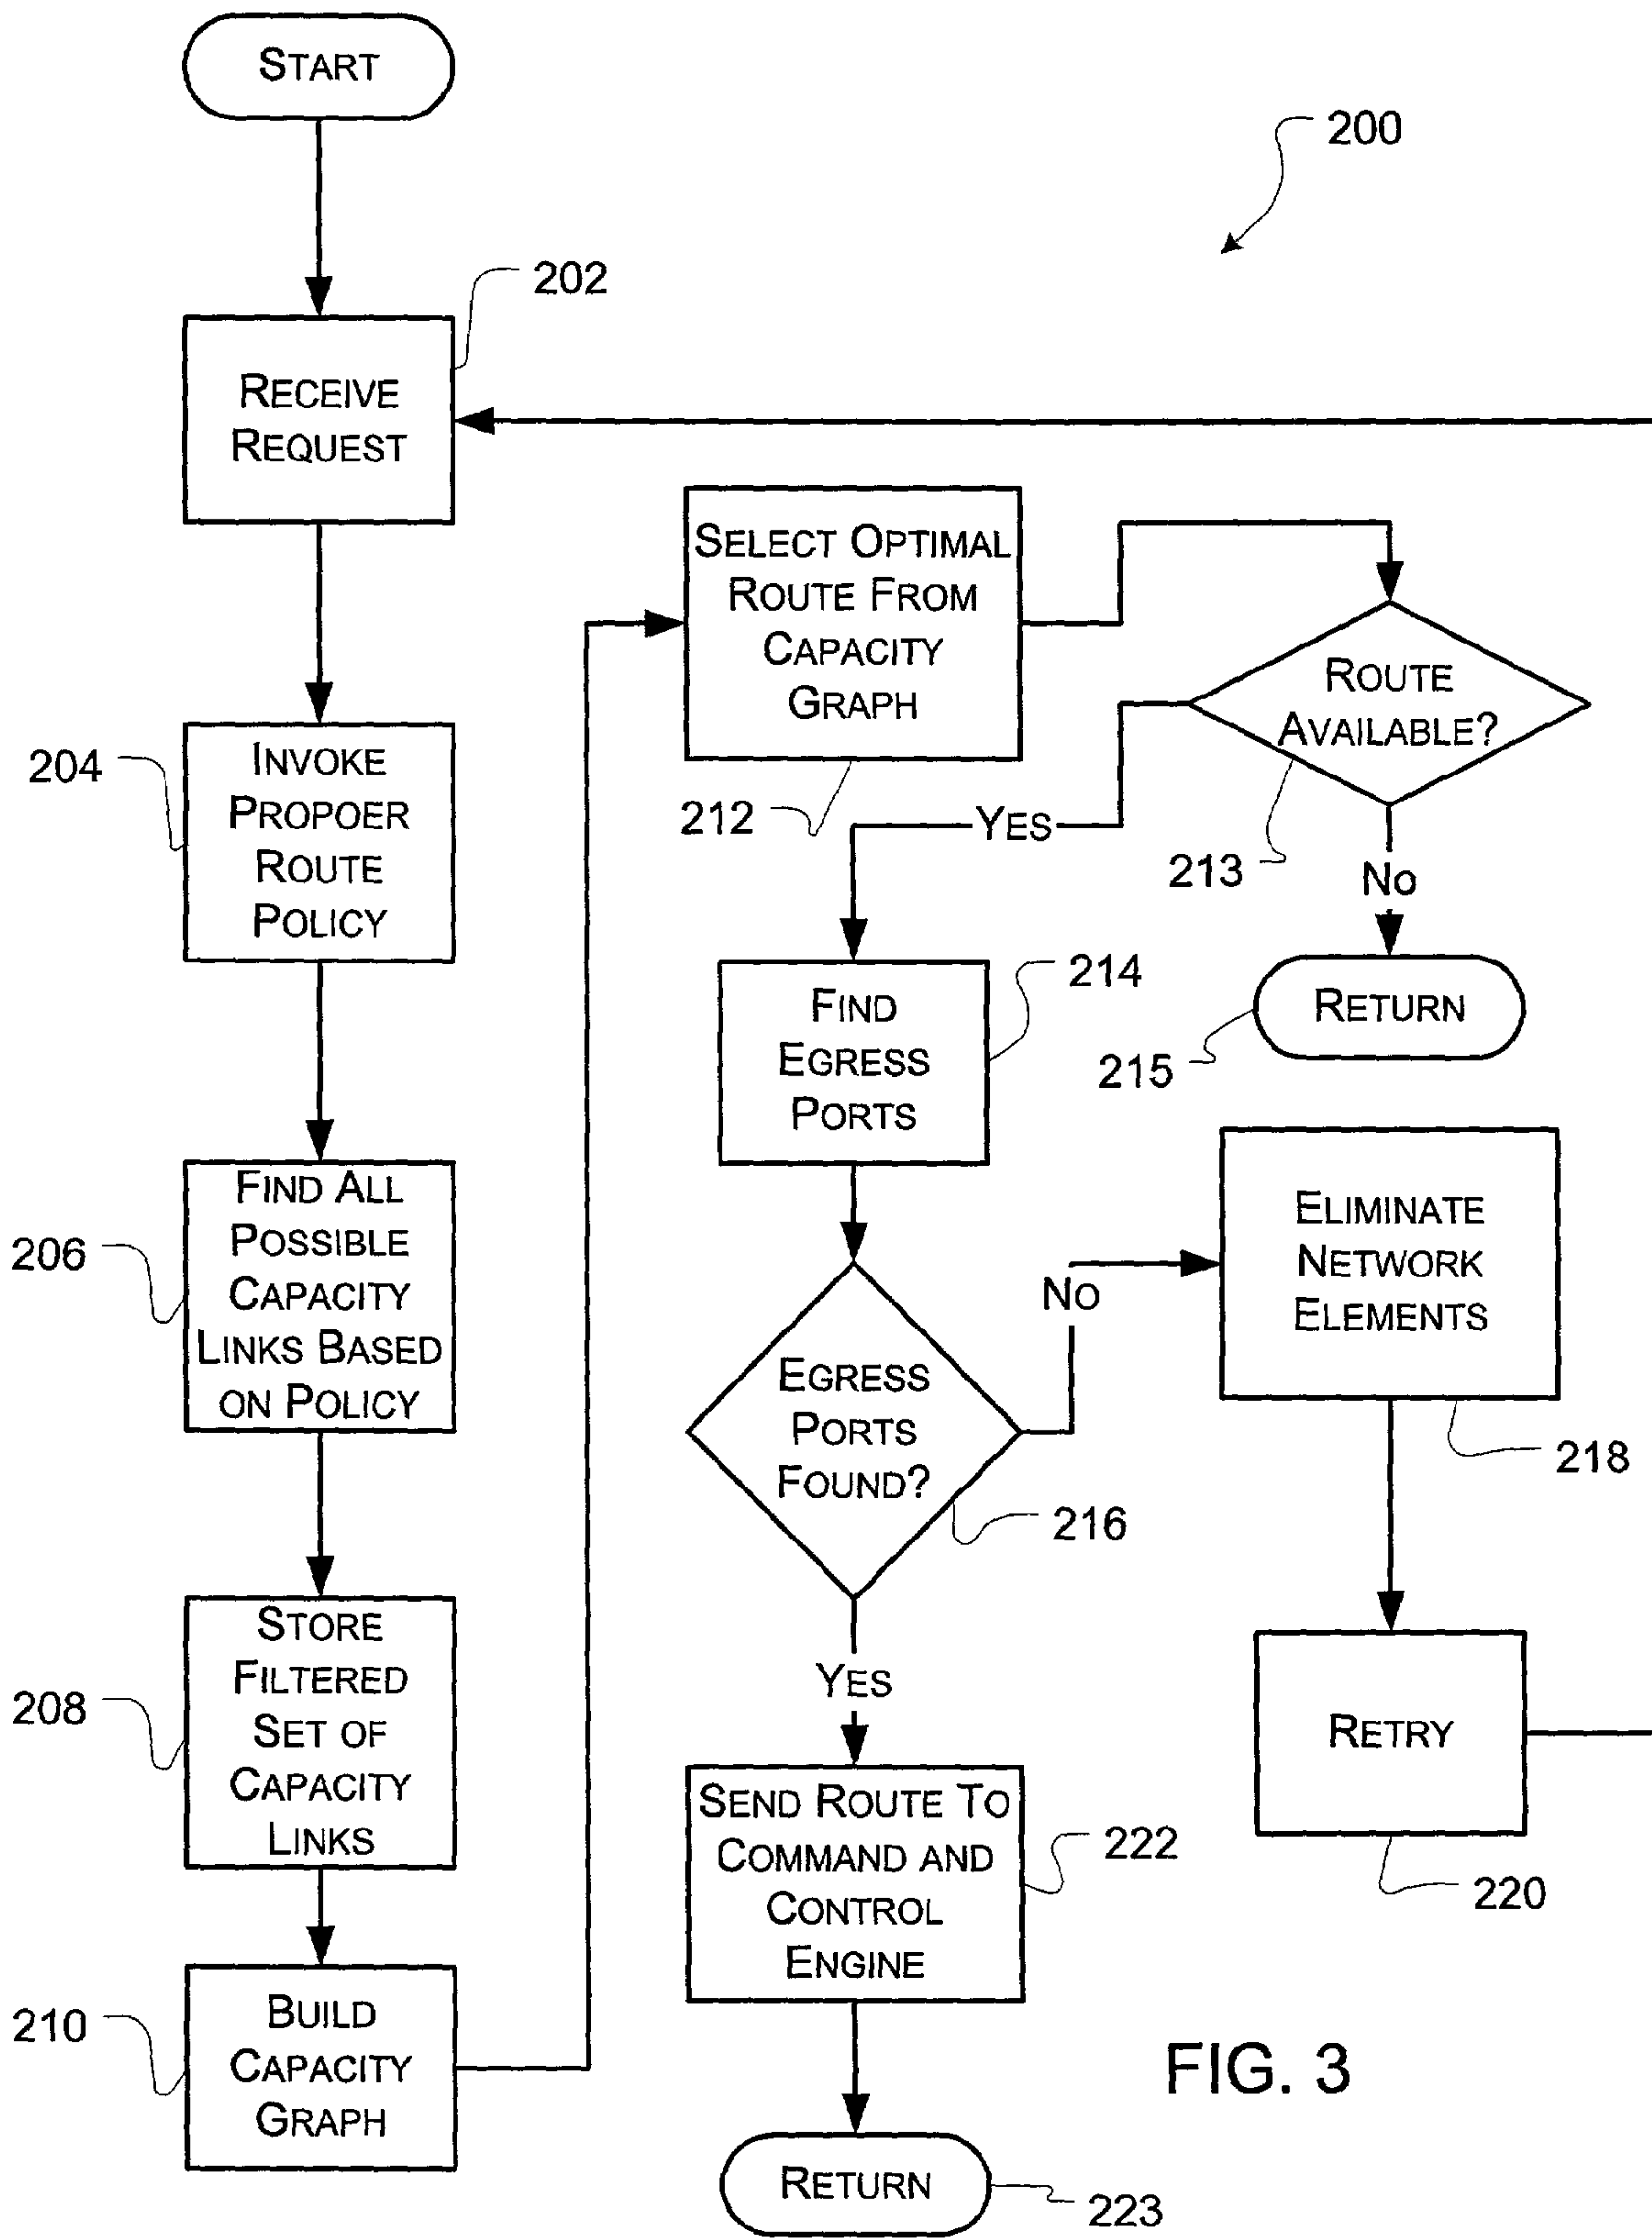 START
200
202
RECEIVE
REQUEST
204
INVOKE
PROPOER
ROUTE
POLICY
206
FIND ALL
POSSIBLE
CAPACITY
LINKS BASED
ON POLICY
208
STORE
FILTERED
SET OF
CAPACITY
LINKS
210
BUILD
CAPACITY
GRAPH
SELECT OPTIMAL
ROUTE FROM
CAPACITY
GRAPH
212
ROUTE
AVAILABLE?
213
YES
NO
RETURN
215
FIND
EGRESS
PORTS
214
EGRESS
PORTS
FOUND?
216
NO
ELIMINATE
NETWORK
ELEMENTS
218
RETRY
220
YES
SEND ROUTE TO
COMMAND AND
CONTROL
ENGINE
222
RETURN
223
FIG. 3